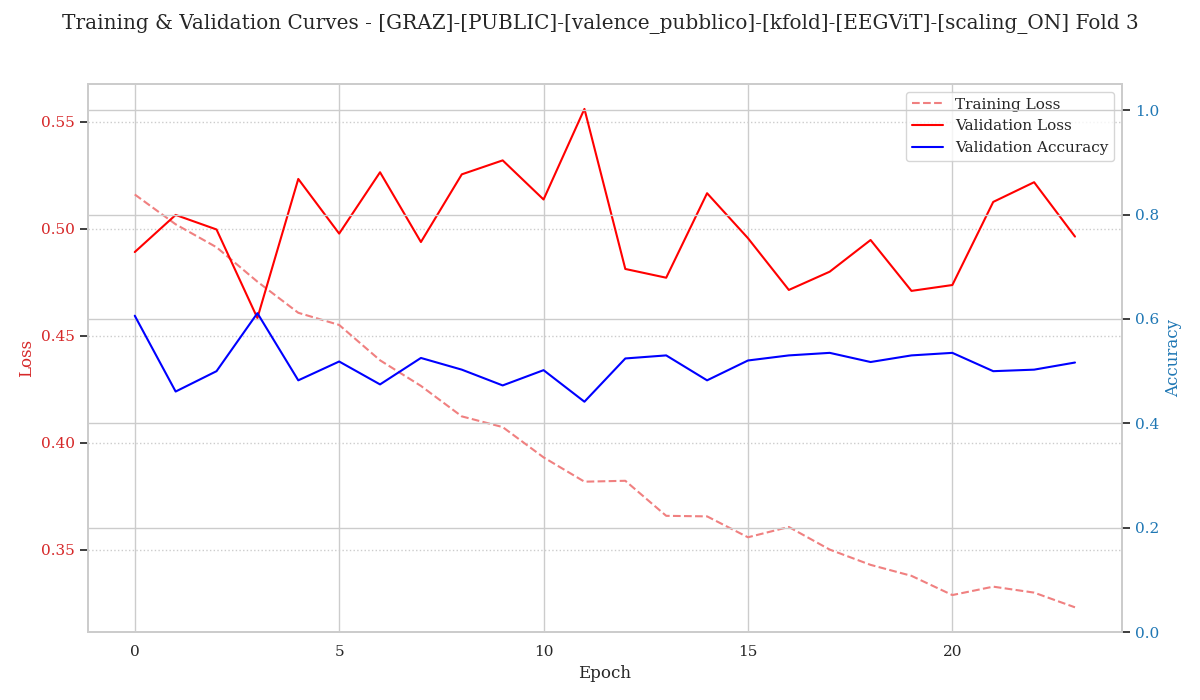 Training & Validation Curves - [GRAZ]-[PUBLIC]-[valence_pubblico]-[kfold]-[EEGViT]-[scaling_ON] Fold 3
Training Loss
Validation Loss
Validation Accuracy
Loss
0.55
0.50
0.45
0.40
0.35
Accuracy
1.0
0.8
0.6
0.4
0.2
0.0
0 5 10 15 20
Epoch